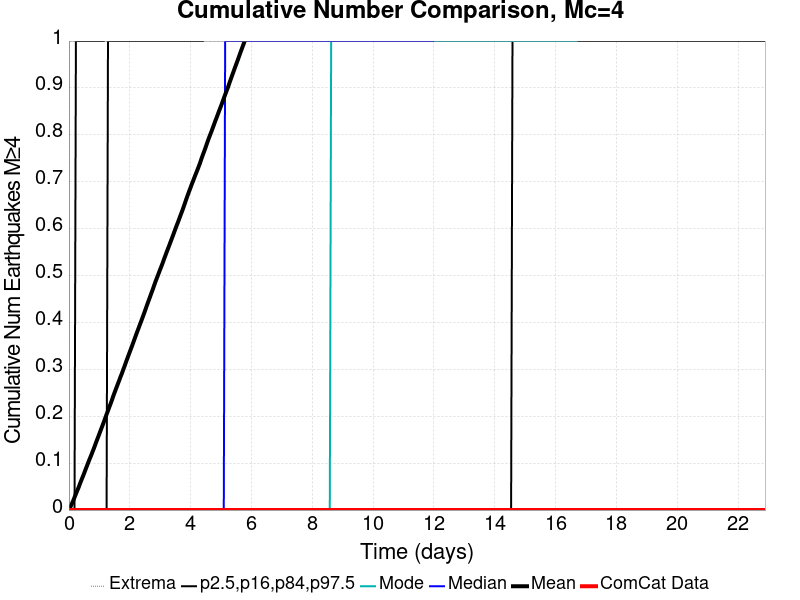 Cumulative Number Comparison, Mc=4
Cumulative Num Earthquakes M≥4
1
0.9
0.8
0.7
0.6
0.5
0.4
0.3
0.2
0.1
0
0 2 4 6 8 10 12 14 16 18 20 22
Time (days)
Extrema p2.5,p16,p84,p97.5 Mode Median Mean ComCat Data